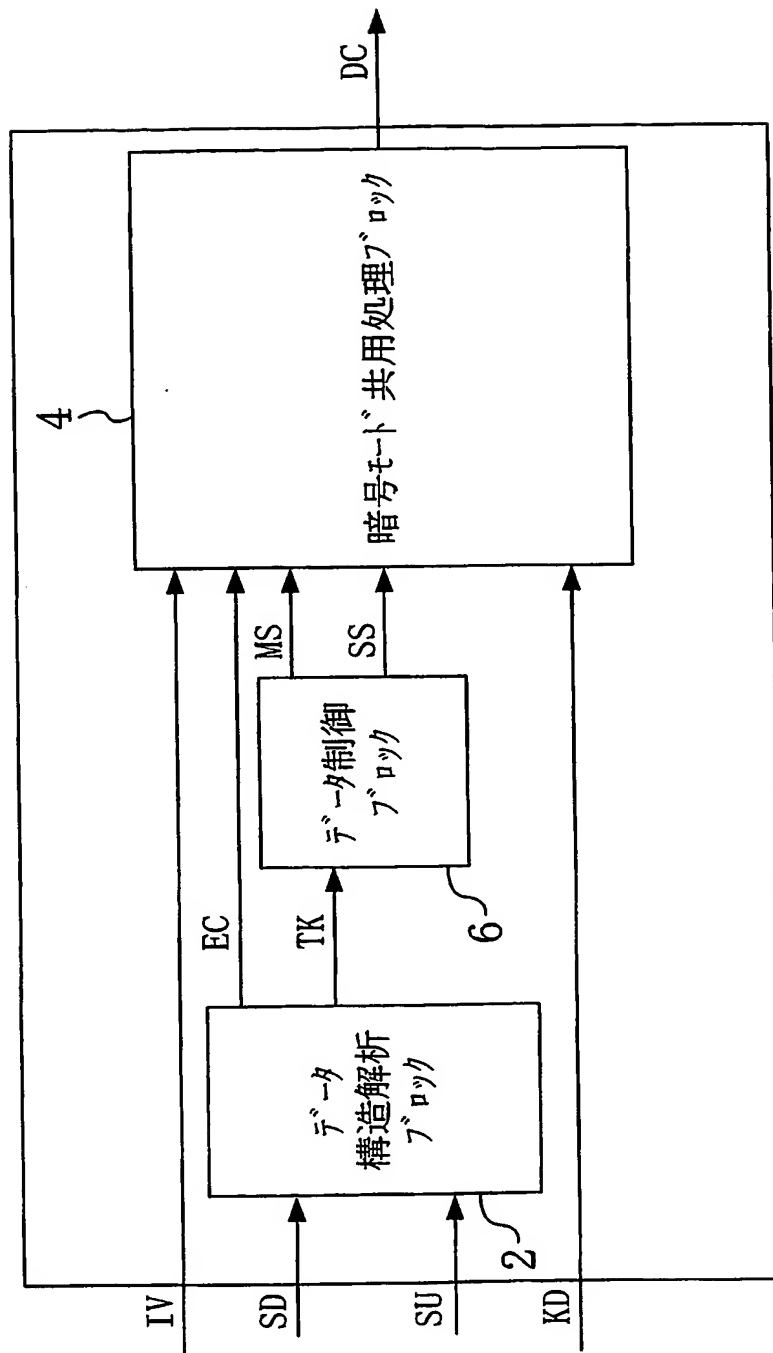 IV
SD
SU
KD
データ
構造解析
ブロック
2
EC
TK
データ制御
ブロック
6
MS
SS
4
暗号モード共用処理ブロック
DC